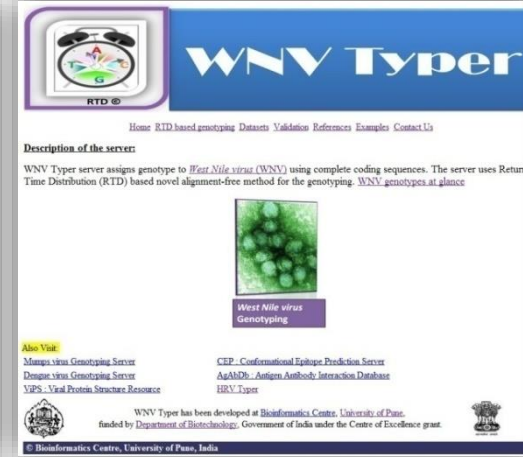 WNV Typer
A
T
C
G
RTD ©
Home RTD based genotyping Datasets Validation References Examples Contact Us
Description of the server:
WNV Typer server assigns genotype to West Nile virus (WNV) using complete coding sequences. The server uses Return
Time Distribution (RTD) based novel alignment-free method for the genotyping. WNV genotypes at glance
West Nile virus
Genotyping
Also Visit:
Mumps virus Genotyping Server
CEP : Conformational Epitope Prediction Server
Dengue virus Genotyping Server
AgAbDb : Antigen Antibody Interaction Database
ViPS : Viral Protein Structure Resource
HRV Typer
WNV Typer has been developed at Bioinformatics Centre, University of Pune,
funded by Department of Biotechnology, Government of India under the Centre of Excellence grant.
© Bioinformatics Centre, University of Pune, India